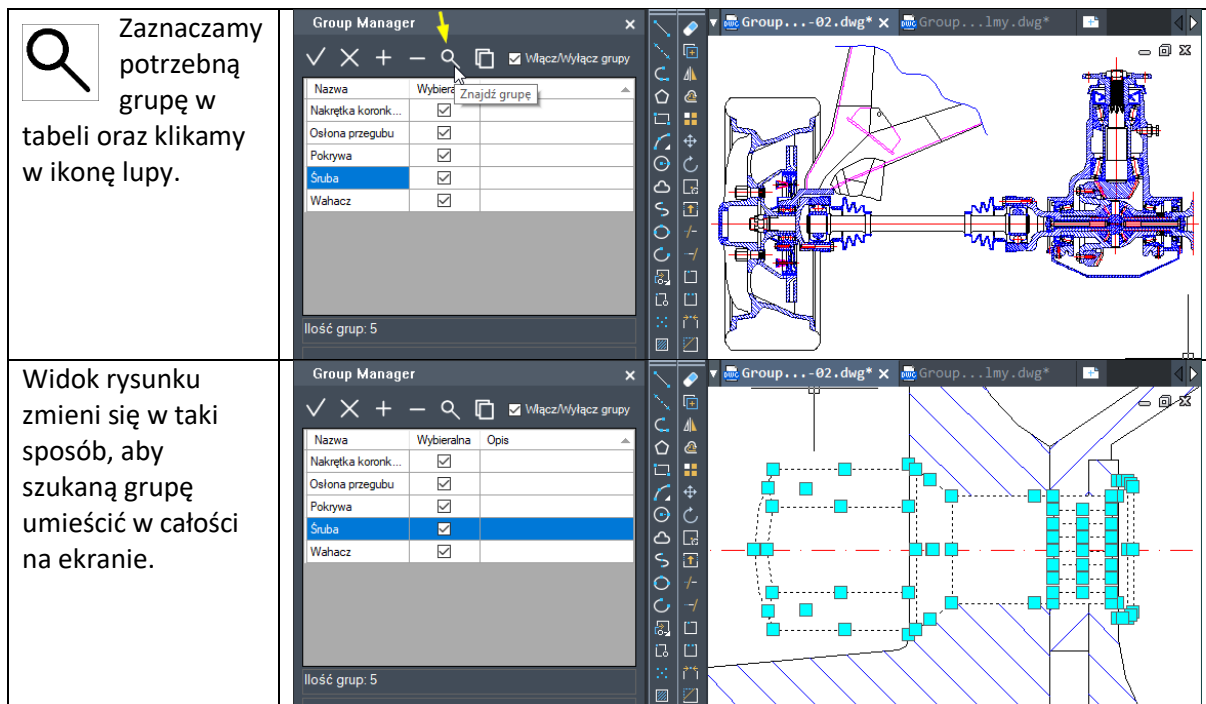 Zaznaczamy
potrzebną
grupę w
tabeli oraz klikamy
w ikonę lupy.
Group Manager
Włącz/Wyłącz grupy
Nazwa Wybiera
Znajdź grupę
Nakrętka koronk...
Osłona przegubu
Pokrywa
Śruba
Wahacz
Ilość grup: 5
Group...-02.dwg* Group...lmy.dwg*
Widok rysunku
zmieni się w taki
sposób, aby
szukaną grupę
umieścić w całości
na ekranie.
Group Manager
Włącz/Wyłącz grupy
Nazwa Wybieralna Opis
Nakrętka koronk...
Osłona przegubu
Pokrywa
Śruba
Wahacz
Ilość grup: 5
Group...-02.dwg* Group...lmy.dwg*